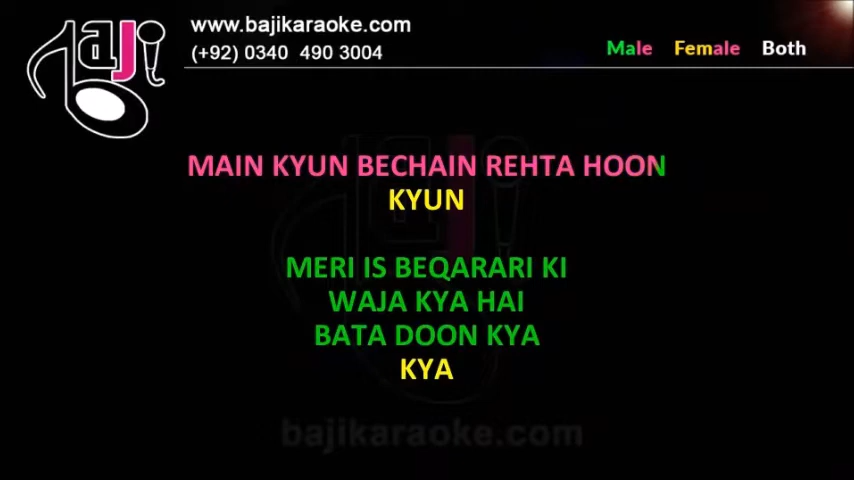 Baji
www.bajikaraoke.com
(+92) 0340 490 3004
Male Female Both
MAIN KYUN BECHAIN REHTA HOON
KYUN
MERI IS BEQARARI KI
WAJA KYA HAI
BATA DOON KYA
KYA
bajikaraoke.com